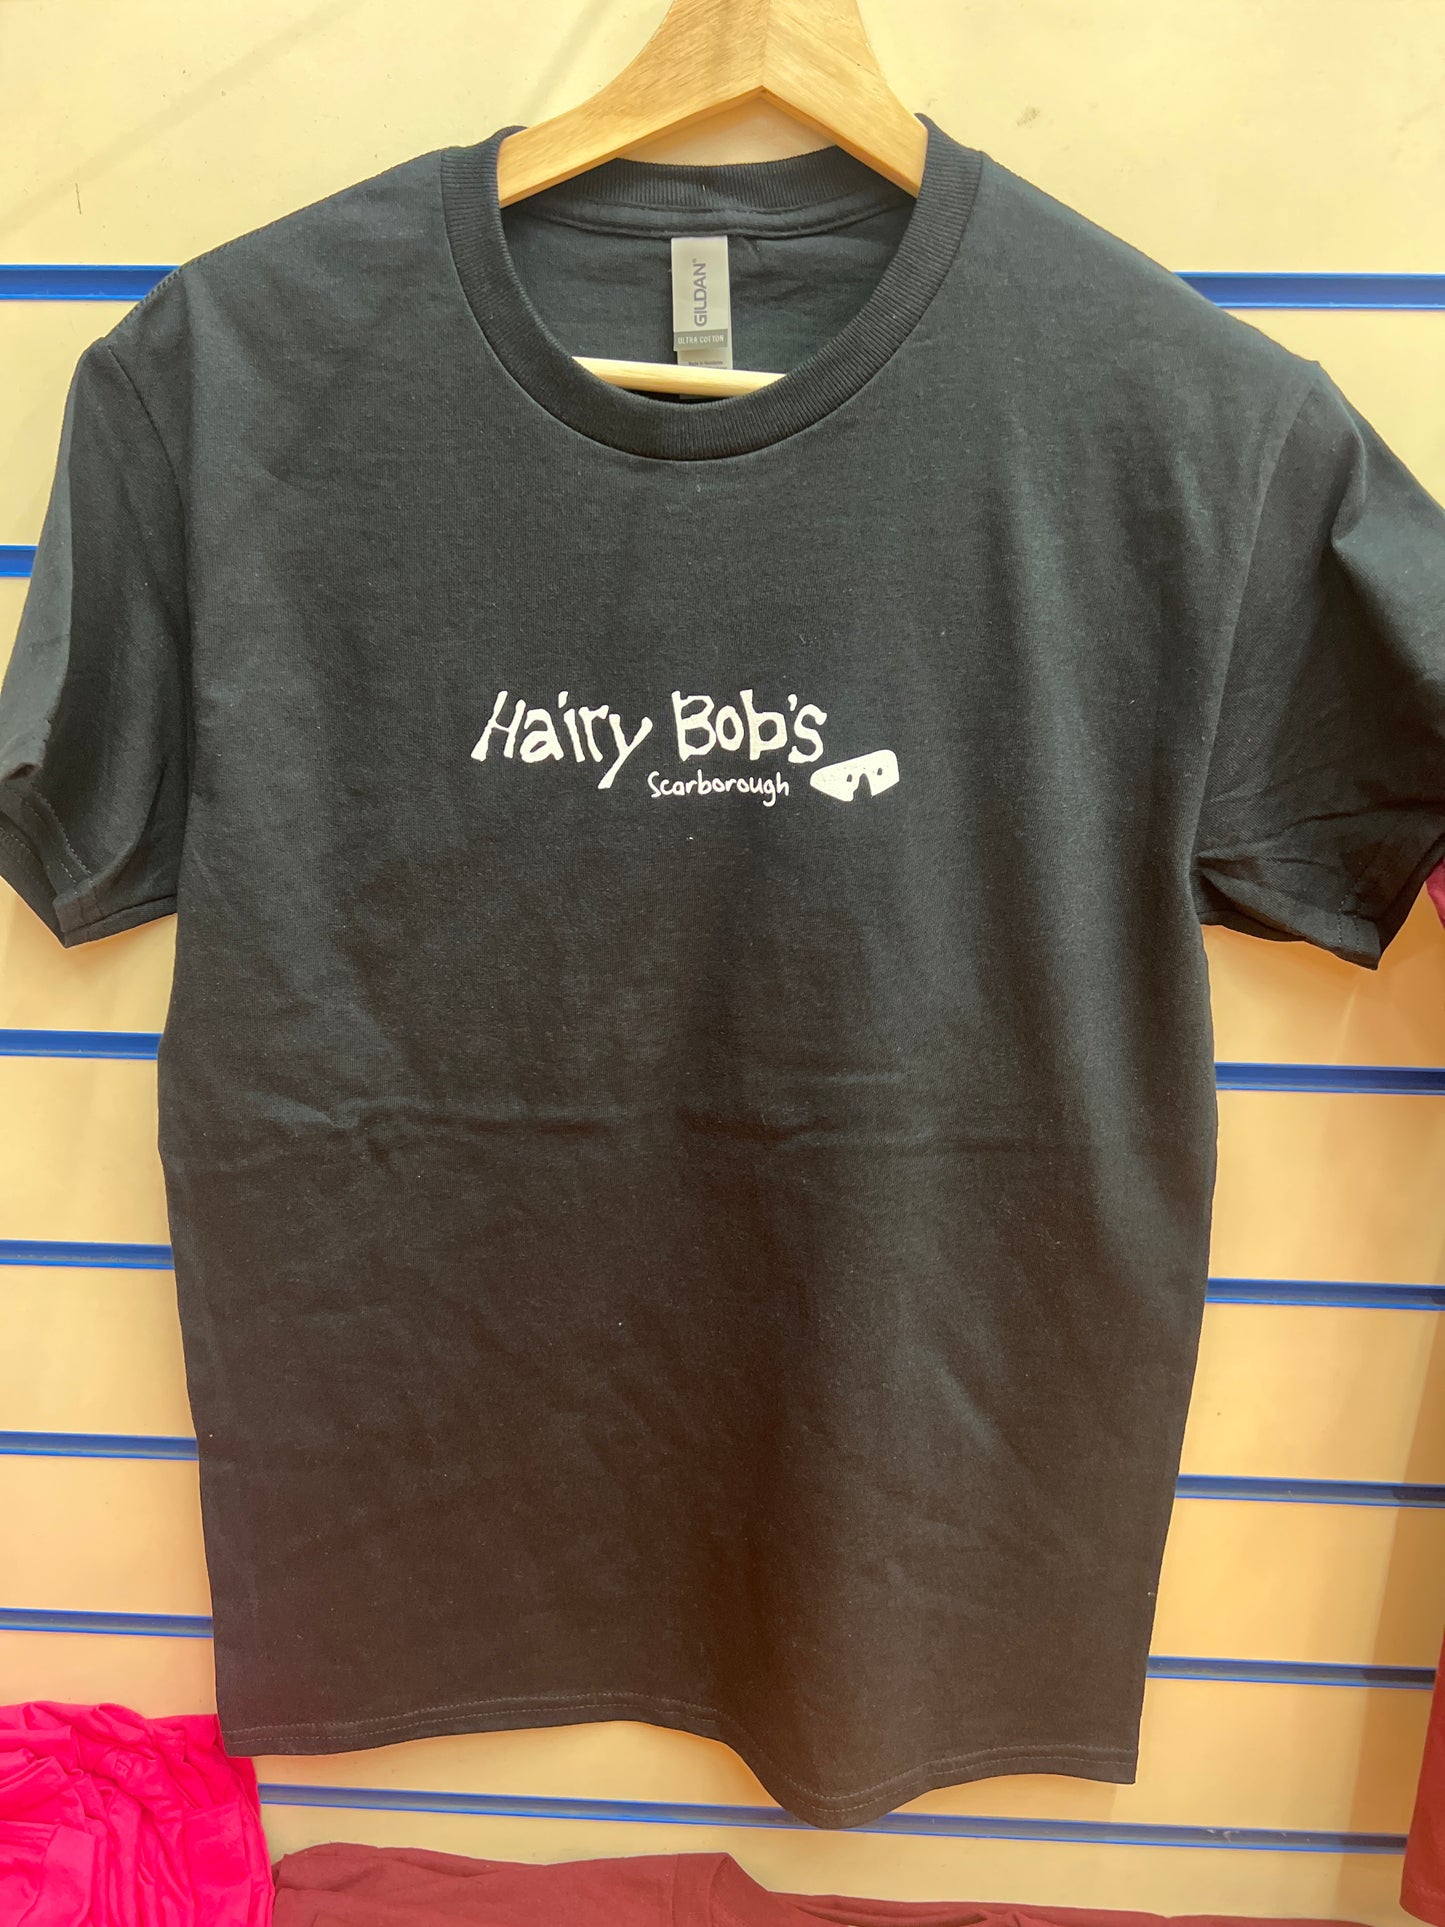 GILDAN®
ULTRA COTTON
Hairy Bob's
Scarborough